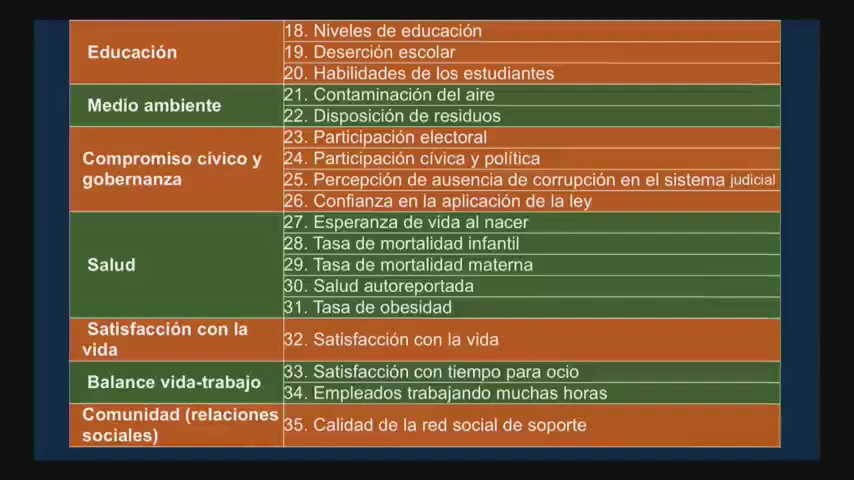 Educación
18. Niveles de educación
19. Deserción escolar
20. Habilidades de los estudiantes
Medio ambiente
21. Contaminación del aire
22. Disposición de residuos
Compromiso cívico y
gobernanza
23. Participación electoral
24. Participación cívica y política
25. Percepción de ausencia de corrupción en el sistema judicial
26. Confianza en la aplicación de la ley
Salud
27. Esperanza de vida al nacer
28. Tasa de mortalidad infantil
29. Tasa de mortalidad materna
30. Salud autoreportada
31. Tasa de obesidad
Satisfacción con la
vida
32. Satisfacción con la vida
Balance vida-trabajo
33. Satisfacción con tiempo para ocio
34. Empleados trabajando muchas horas
Comunidad (relaciones
sociales)
35. Calidad de la red social de soporte